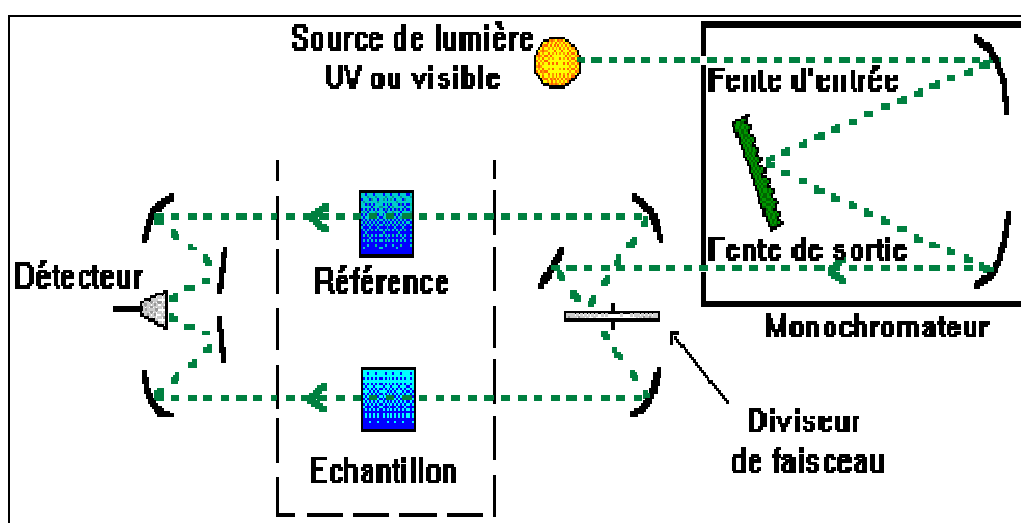 Source de lumière
UV ou visible
Fente d'entrée
Fente de sortie
Monochromateur
Détecteur
Référence
Echantillon
Diviseur
de faisceau